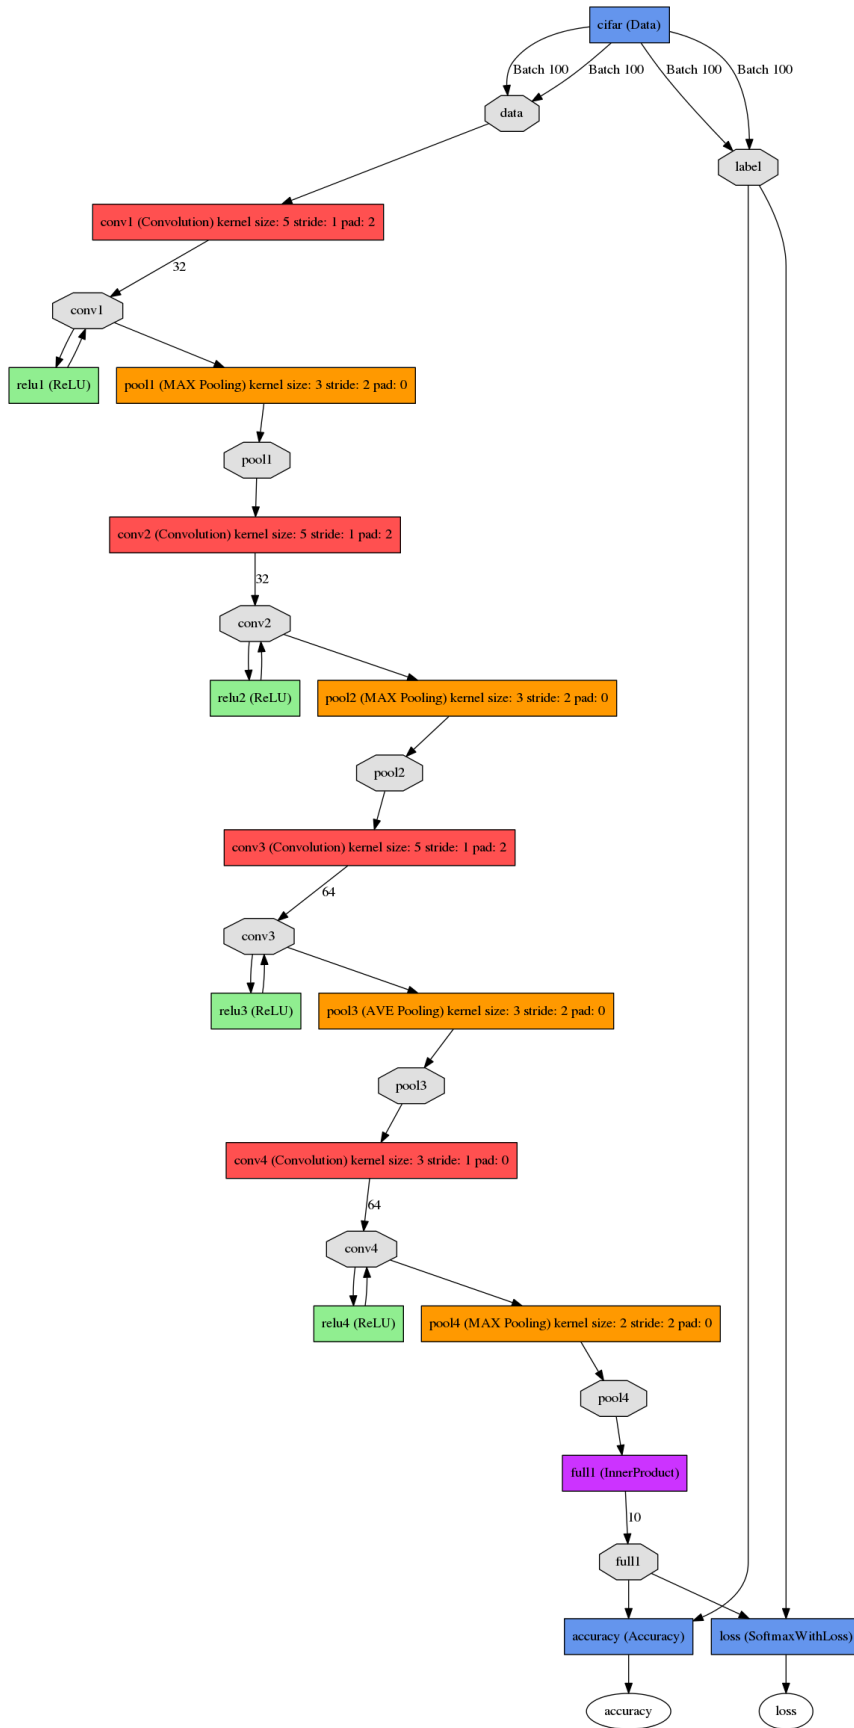 cifar (Data)
Batch 100
Batch 100
Batch 100
Batch 100
data
label
conv1 (Convolution) kernel size: 5 stride: 1 pad: 2
32
conv1
relu1 (ReLU)
pool1 (MAX Pooling) kernel size: 3 stride: 2 pad: 0
pool1
conv2 (Convolution) kernel size: 5 stride: 1 pad: 2
32
conv2
relu2 (ReLU)
pool2 (MAX Pooling) kernel size: 3 stride: 2 pad: 0
pool2
conv3 (Convolution) kernel size: 5 stride: 1 pad: 2
64
conv3
relu3 (ReLU)
pool3 (AVE Pooling) kernel size: 3 stride: 2 pad: 0
pool3
conv4 (Convolution) kernel size: 3 stride: 1 pad: 0
64
conv4
relu4 (ReLU)
pool4 (MAX Pooling) kernel size: 2 stride: 2 pad: 0
pool4
full1 (InnerProduct)
10
full1
accuracy (Accuracy)
loss (SoftmaxWithLoss)
accuracy
loss